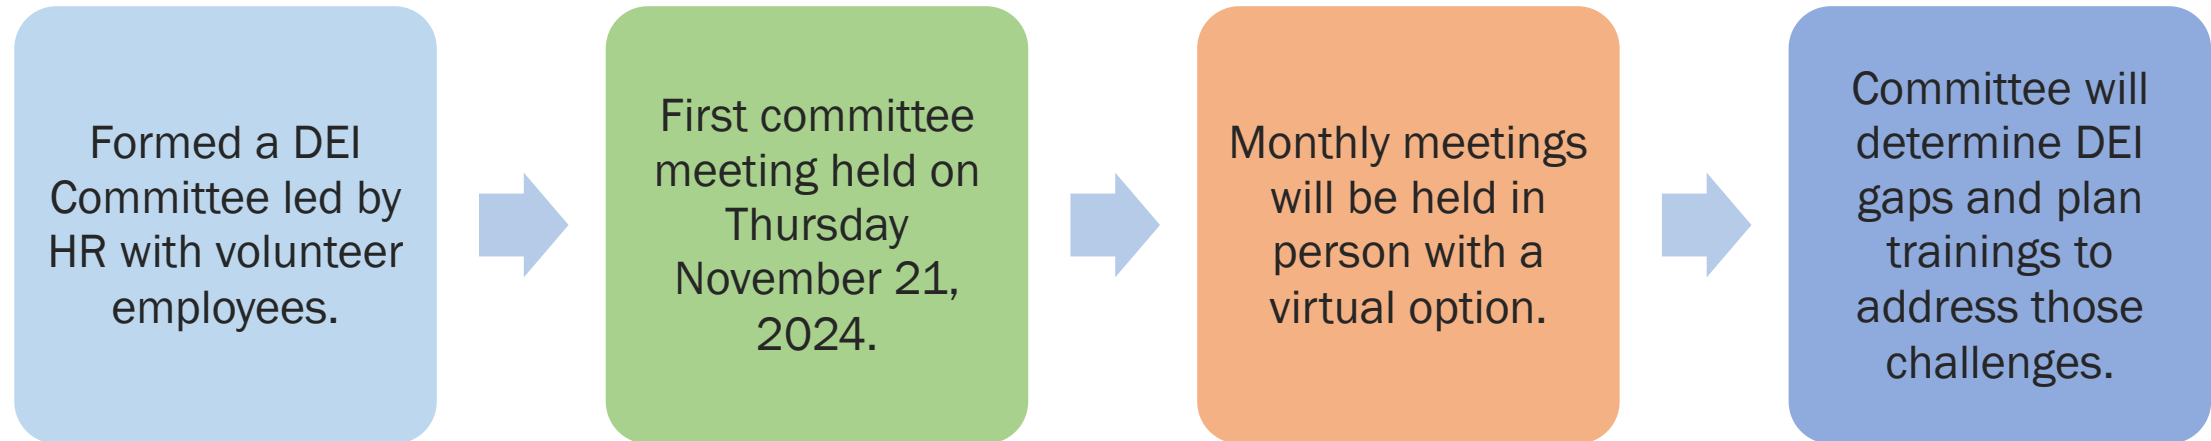 Formed a DEI
Committee led by
HR with volunteer
employees.
First committee
meeting held on
Thursday
November 21,
2024.
Monthly meetings
will be held in
person with a
virtual option.
Committee will
determine DEI
gaps and plan
trainings to
address those
challenges.